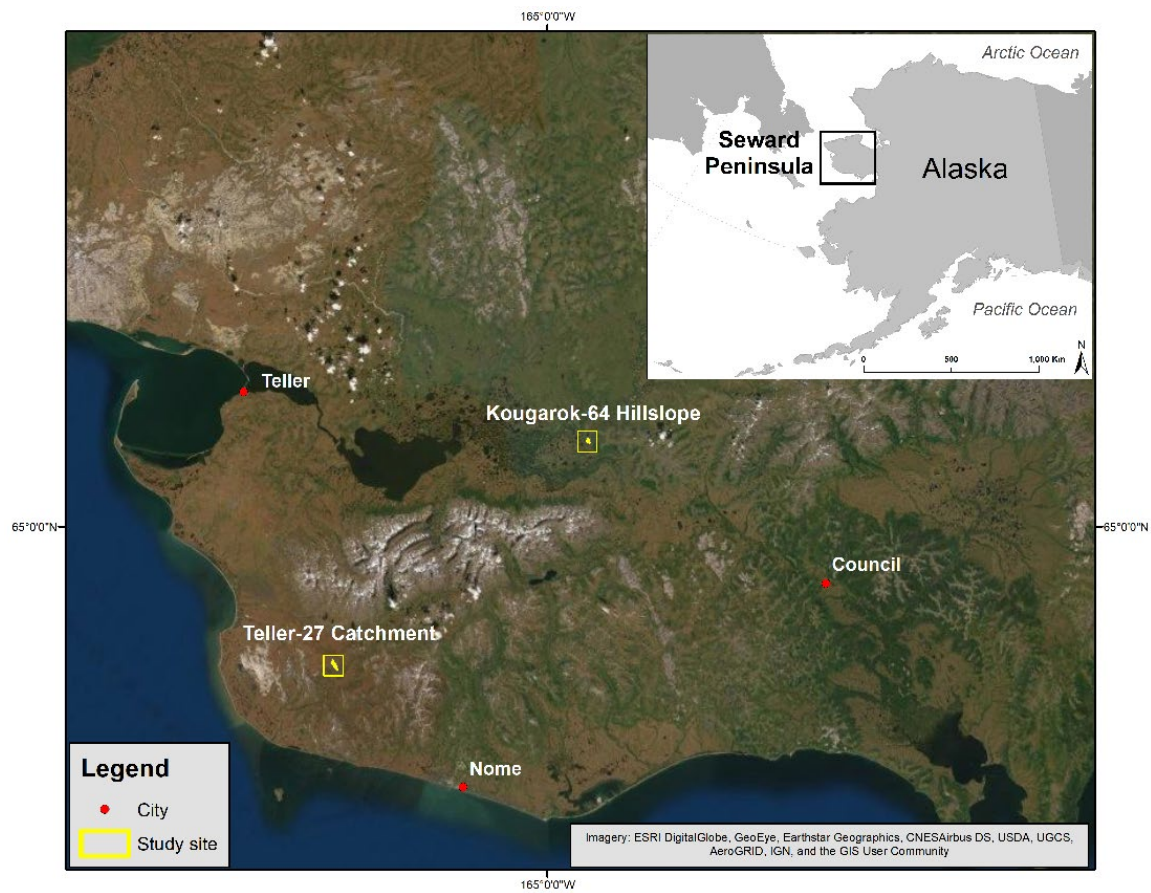 165°0'0"W
Arctic Ocean
Seward
Peninsula
Alaska
Pacific Ocean
N
0 500 1,000 Km
Teller
Kougarok-64 Hillslope
65°0'0"N
65°0'0"N
Council
Teller-27 Catchment
Nome
Legend
City
Study site
Imagery: ESRI DigitalGlobe, GeoEye, Earthstar Geographics, CNESAirbus DS, USDA, UGCS,
AeroGRID, IGN, and the GIS User Community
165°0'0"W